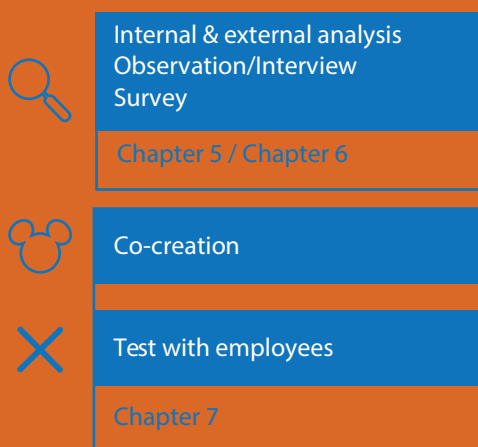 Internal & external analysis
Observation/Interview
Survey
Chapter 5 / Chapter 6
Co-creation
Test with employees
Chapter 7